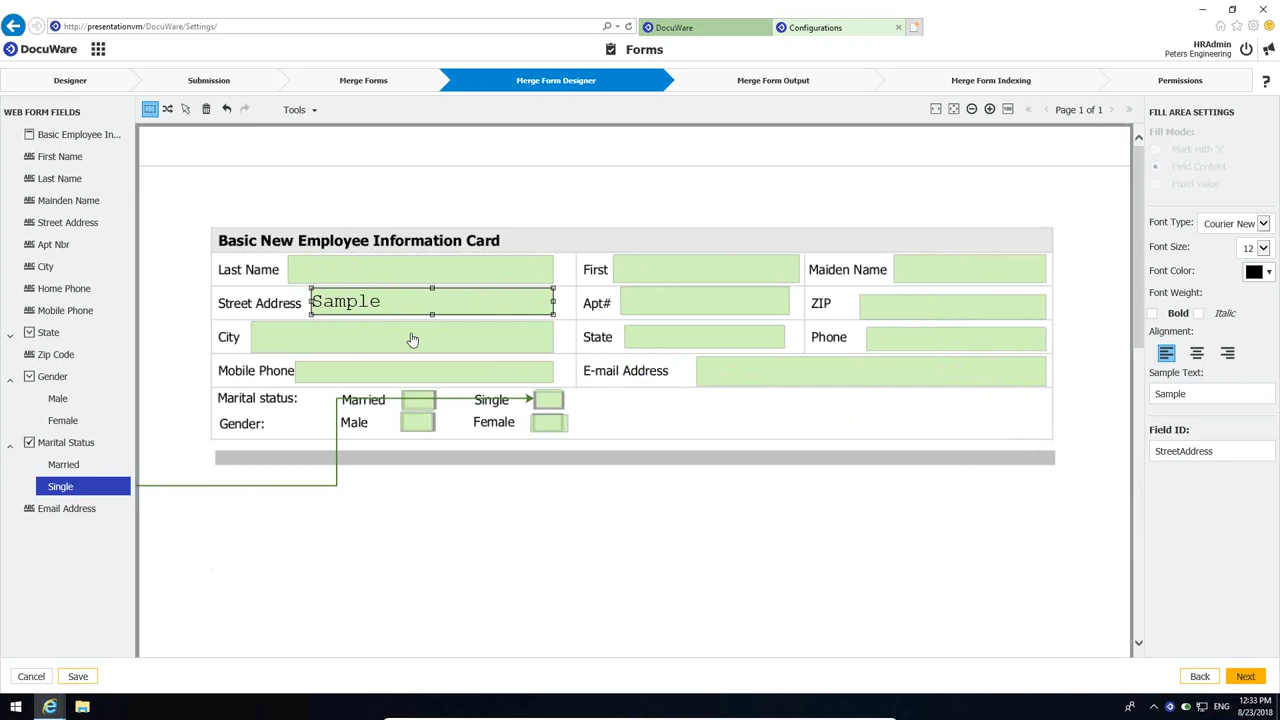 http://presentationvm/DocuWare/Settings/
DocuWare
Configurations
DocuWare
Forms
HRAdmin
Peters Engineering
Designer
Submission
Merge Forms
Merge Form Designer
Merge Form Output
Merge Form Indexing
Permissions
?
WEB FORM FIELDS
Tools
Page 1 of 1
FILL AREA SETTINGS
Basic Employee In...
First Name
Last Name
Mainden Name
Street Address
Apt Nbr
City
Home Phone
Mobile Phone
State
Zip Code
Gender
Male
Female
Marital Status
Married
Single
Email Address
Basic New Employee Information Card
Last Name
First
Maiden Name
Street Address
Sample
Apt#
ZIP
City
State
Phone
Mobile Phone
E-mail Address
Marital status:
Married
Single
Gender:
Male
Female
Fill Mode:
Mark with 'X'
Field Content
Fixed Value
Font Type:
Courier New
Font Size:
12
Font Color:
Font Weight:
Bold
Italic
Alignment:
Sample Text:
Sample
Field ID:
StreetAddress
Cancel
Save
Back
Next
ENG
12:33 PM
8/23/2018